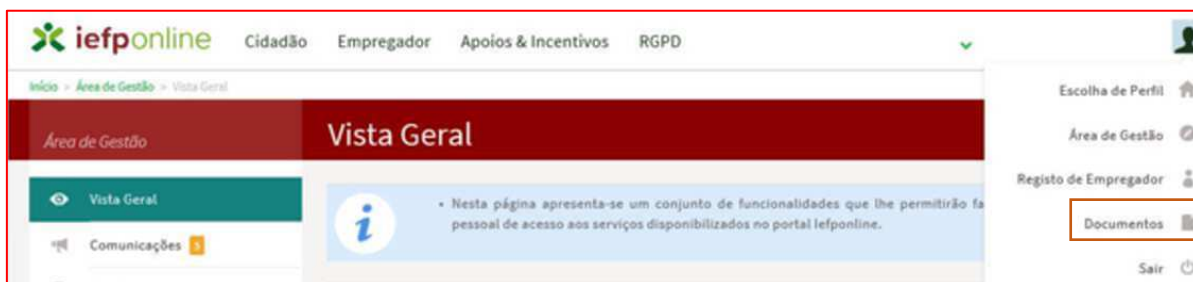 iefponline
Cidadão
Empregador
Apoios & Incentivos
RGPD
Início > Área de Gestão > Vista Geral
Área de Gestão
Vista Geral
Vista Geral
Comunicações 5
• Nesta página apresenta-se um conjunto de funcionalidades que lhe permitirão fa
pessoal de acesso aos serviços disponibilizados no portal Iefponline.
Escolha de Perfil
Área de Gestão
Registo de Empregador
Documentos
Sair